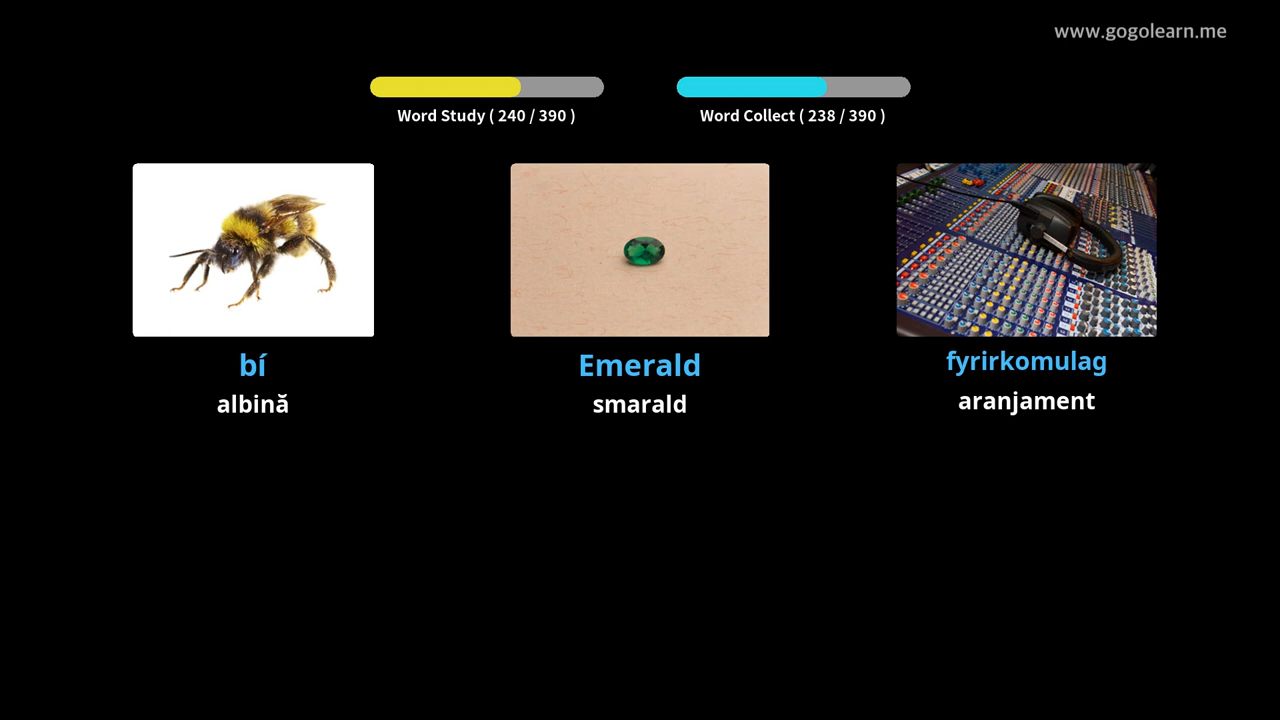 www.gogolearn.me
Word Study ( 240 / 390 )
Word Collect ( 238 / 390 )
bí
albină
Emerald
smarald
fyrirkomulag
aranjament